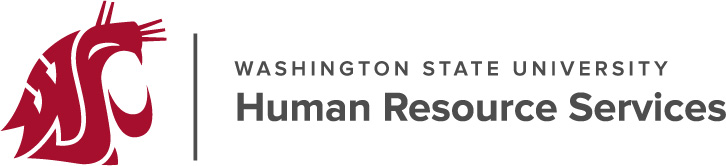 WASHINGTON STATE UNIVERSITY
Human Resource Services